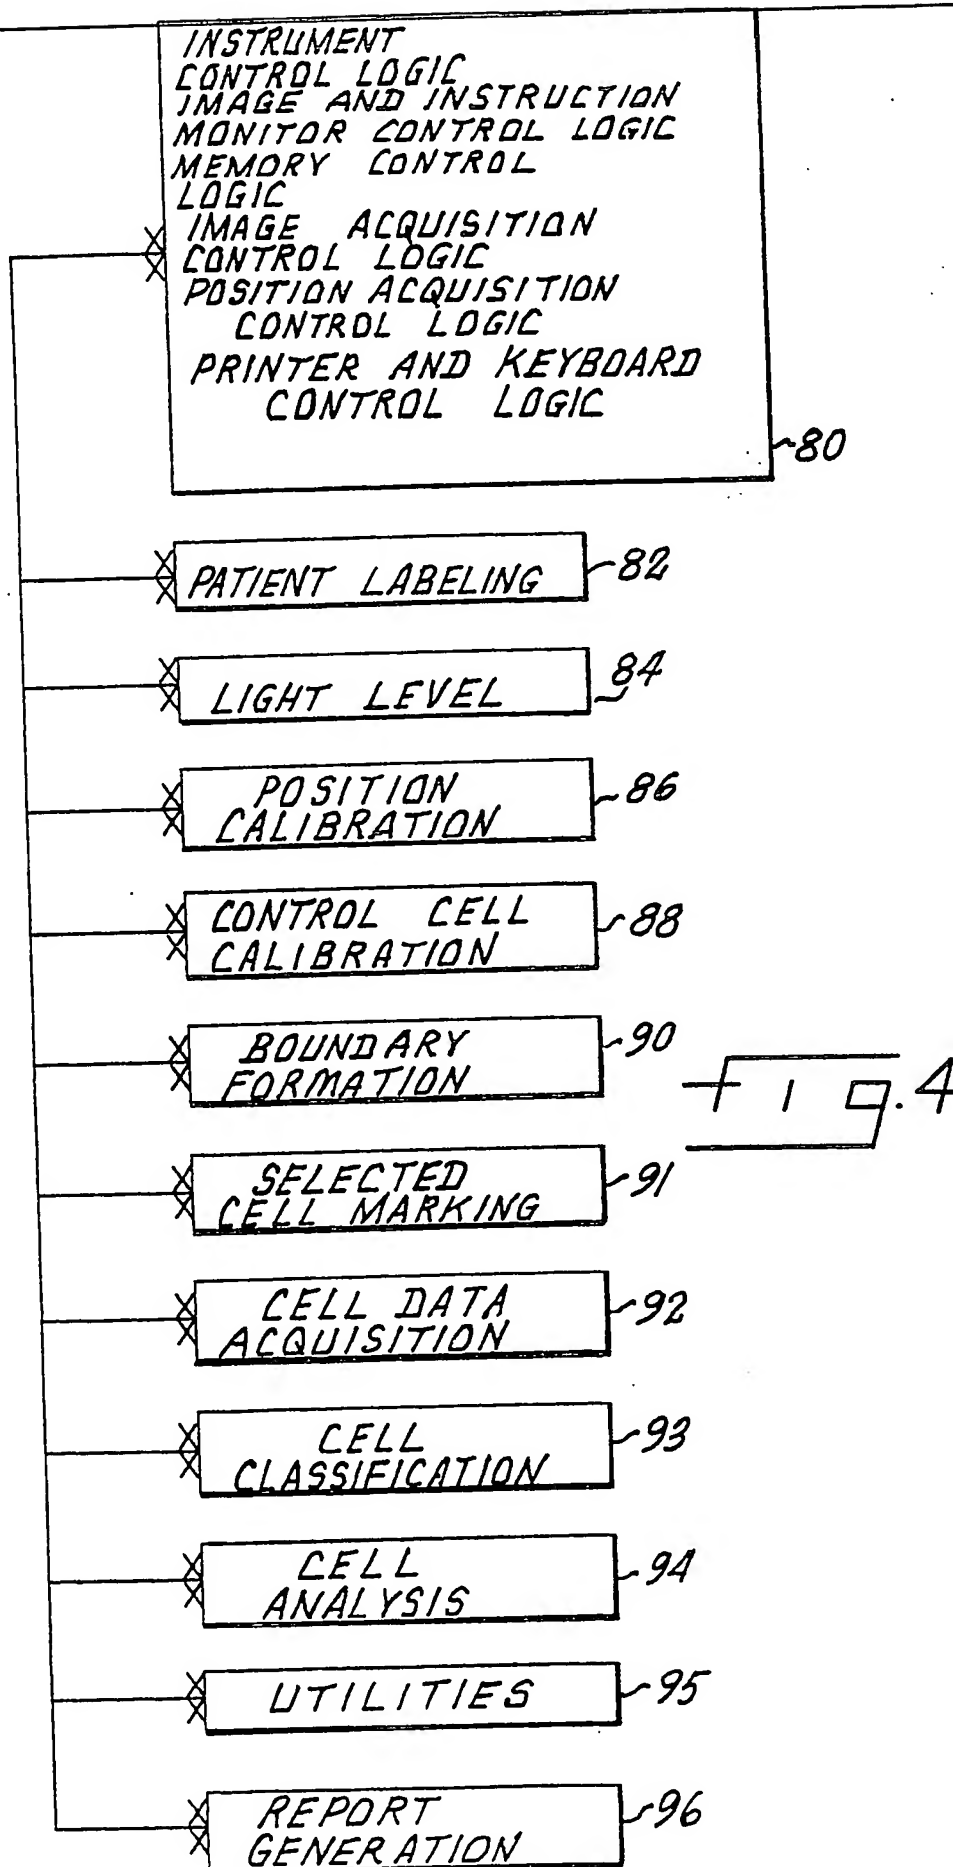 INSTRUMENT
CONTROL LOGIC
IMAGE AND INSTRUCTION
MONITOR CONTROL LOGIC
MEMORY CONTROL
LOGIC
IMAGE ACQUISITION
CONTROL LOGIC
POSITION ACQUISITION
CONTROL LOGIC
PRINTER AND KEYBOARD
CONTROL LOGIC
80
PATIENT LABELING
82
LIGHT LEVEL
84
POSITION
CALIBRATION
86
CONTROL CELL
CALIBRATION
88
BOUNDARY
FORMATION
90
fig.4
SELECTED
CELL MARKING
91
CELL DATA
ACQUISITION
92
CELL
CLASSIFICATION
93
CELL
ANALYSIS
94
UTILITIES
95
REPORT
GENERATION
96